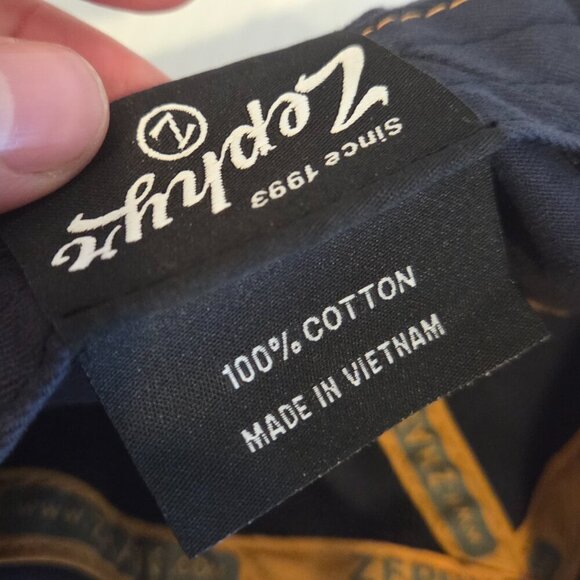 Zephyr
Z
Since 1993
100% COTTON
MADE IN VIETNAM